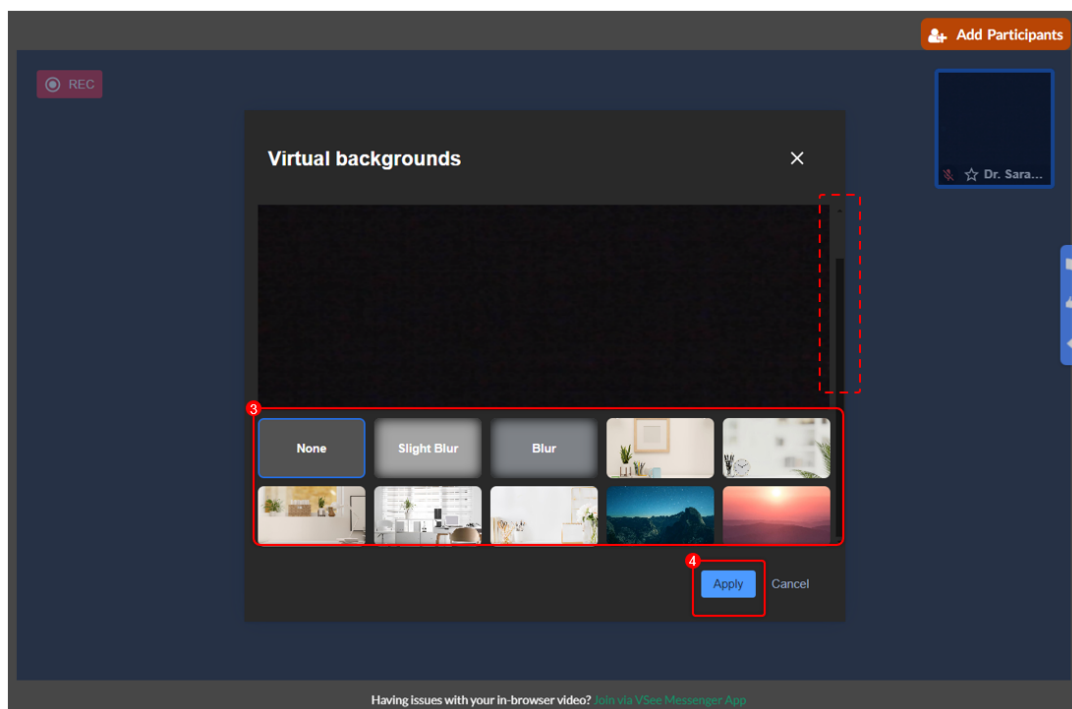 Add Participants
REC
Virtual backgrounds
Dr. Sara...
3
None
Slight Blur
Blur
4
Apply
Cancel
Having issues with your in-browser video? Join via VSee Messenger App